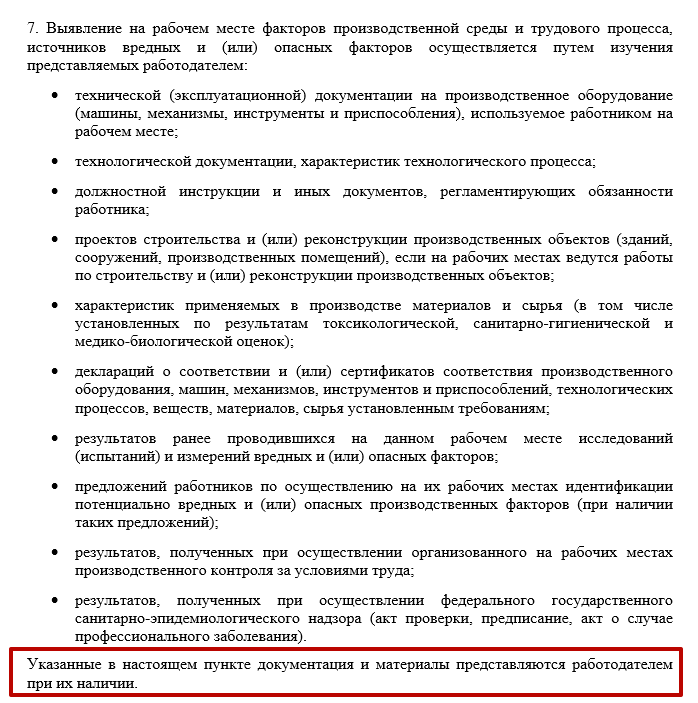 7. Выявление на рабочем месте факторов производственной среды и трудового процесса,
источников вредных и (или) опасных факторов осуществляется путем изучения
представляемых работодателем:
• технической (эксплуатационной) документации на производственное оборудование
(машины, механизмы, инструменты и приспособления), используемое работником на
рабочем месте;
• технологической документации, характеристик технологического процесса;
• должностной инструкции и иных документов, регламентирующих обязанности
работника;
• проектов строительства и (или) реконструкции производственных объектов (зданий,
сооружений, производственных помещений), если на рабочих местах ведутся работы
по строительству и (или) реконструкции производственных объектов;
• характеристик применяемых в производстве материалов и сырья (в том числе
установленных по результатам токсикологической, санитарно-гигиенической и
медико-биологической оценок);
• декларации о соответствии и (или) сертификатов соответствия производственного
оборудования, машин, механизмов, инструментов и приспособлений, технологических
процессов, веществ, материалов, сырья установленным требованиям;
• результатов ранее проводившихся на данном рабочем месте исследований
(испытаний) и измерений вредных и (или) опасных факторов;
• предложений работников по осуществлению на их рабочих местах идентификации
потенциально вредных и (или) опасных производственных факторов (при наличии
таких предложений);
• результатов, полученных при осуществлении организованного на рабочих местах
производственного контроля за условиями труда;
• результатов, полученных при осуществлении федерального государственного
санитарно-эпидемиологического надзора (акт проверки, предписание, акт о случае
профессионального заболевания).
Указанные в настоящем пункте документация и материалы представляются работодателем
при их наличии.